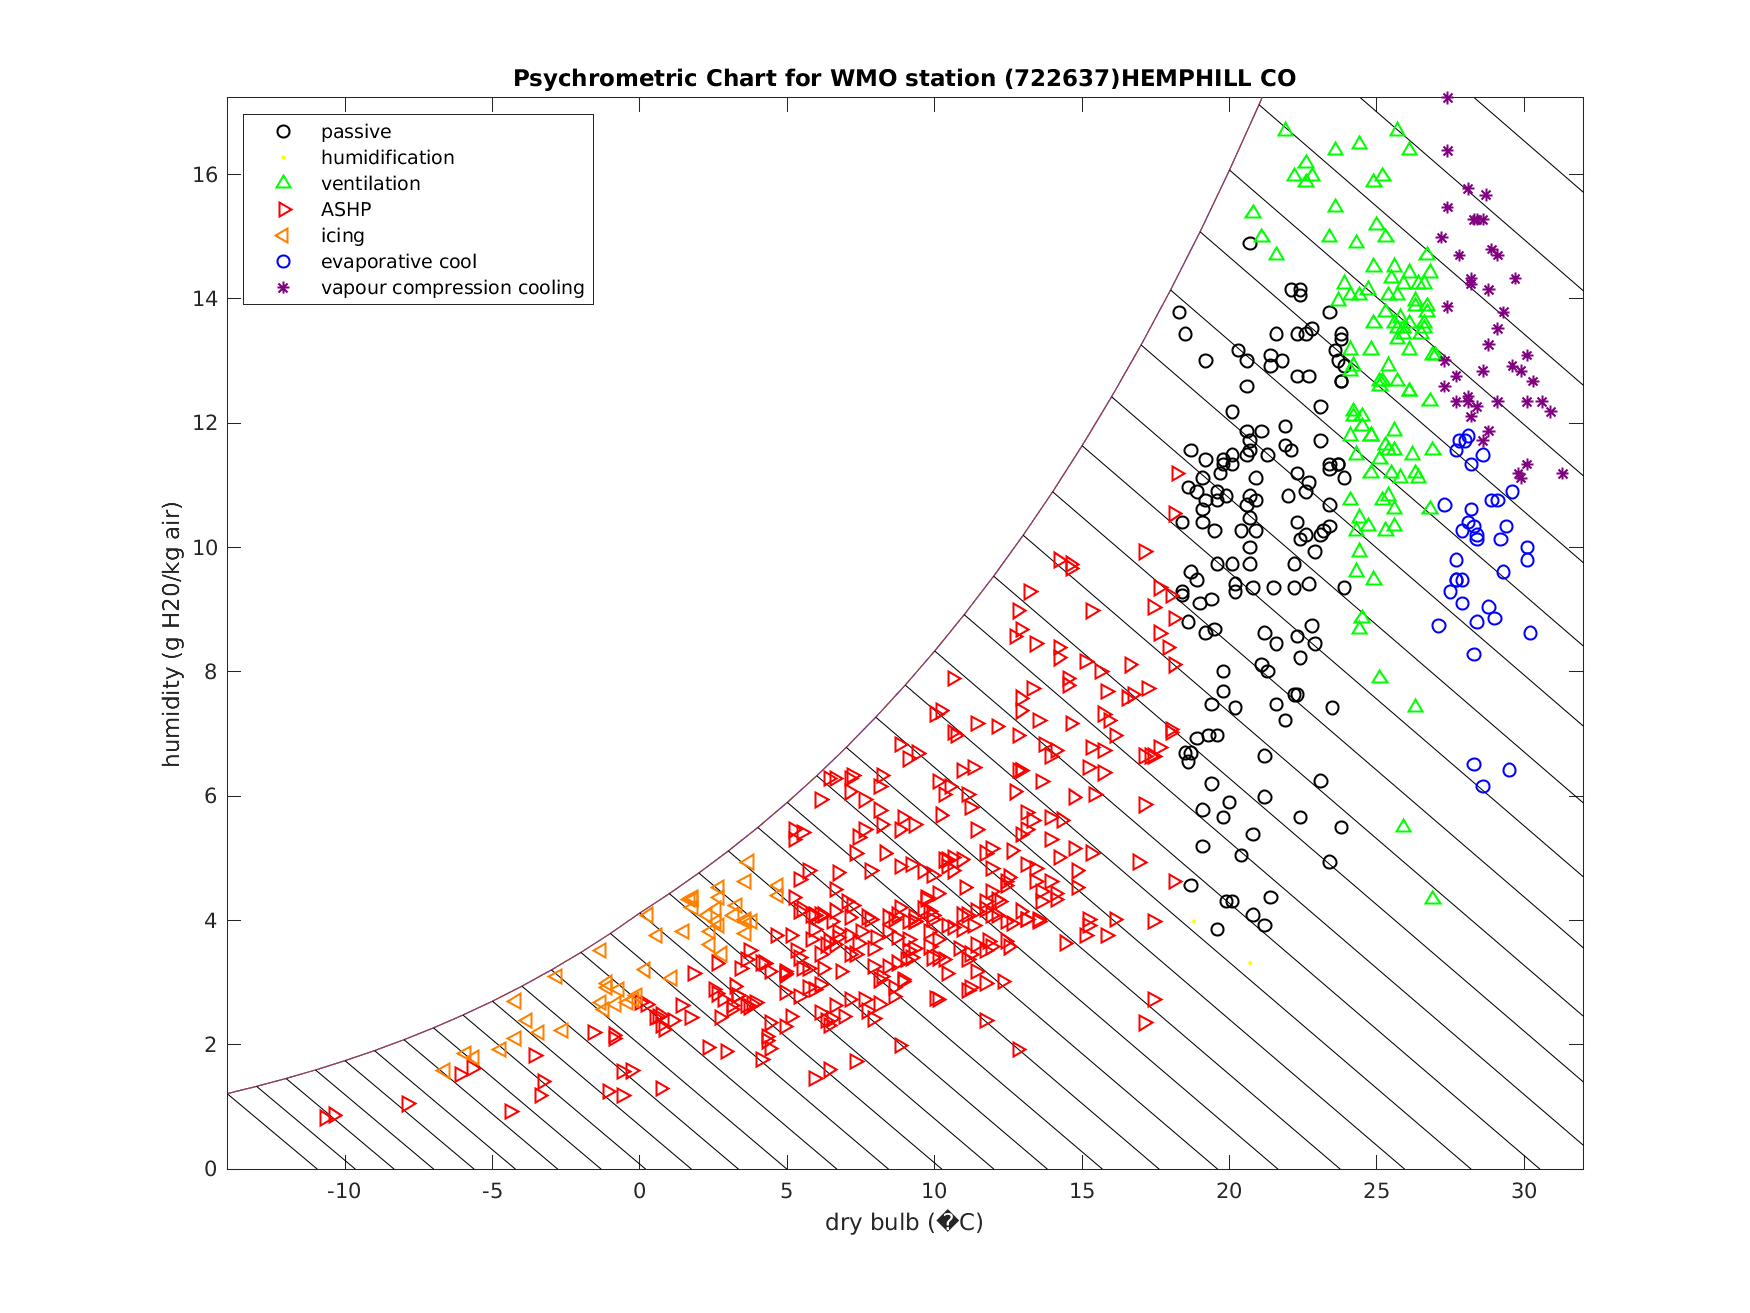 Psychrometric Chart for WMO station (722637)HEMPHILL CO
passive
humidification
ventilation
ASHP
icing
evaporative cool
vapour compression cooling
16
14
12
10
8
6
4
2
0
humidity (g H20/kg air)
-10 -5 0 5 10 15 20 25 30
dry bulb (�C)